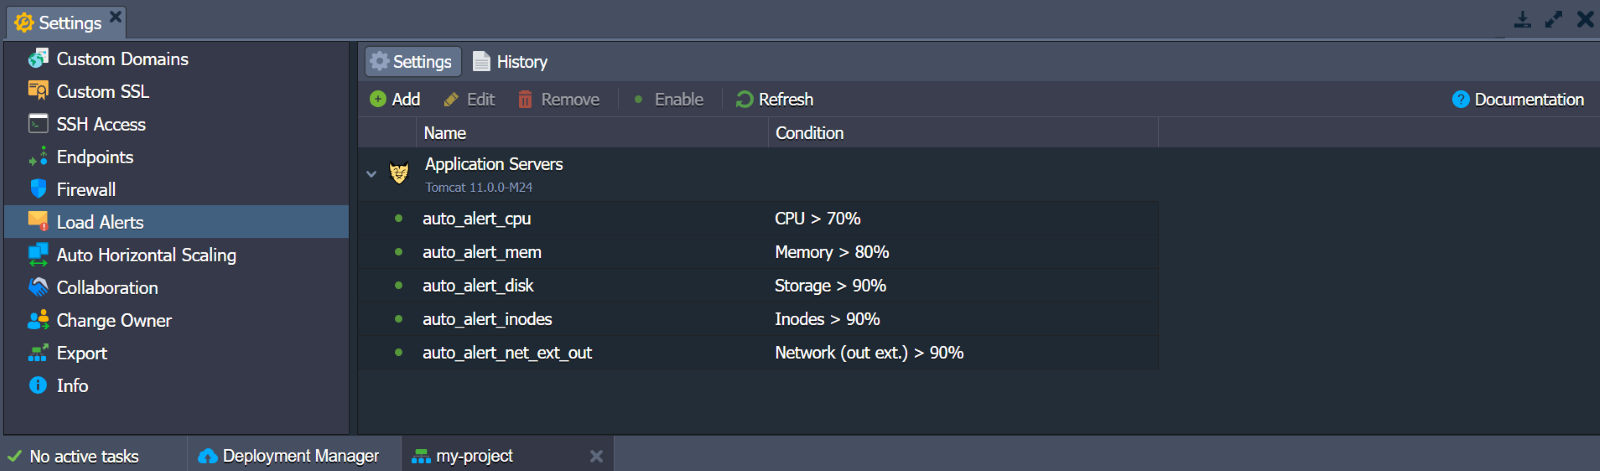 Settings
Custom Domains
Custom SSL
SSH Access
Endpoints
Firewall
Load Alerts
Auto Horizontal Scaling
Collaboration
Change Owner
Export
Info
Settings History
Add Edit Remove Enable Refresh Documentation
Name Condition
Application Servers
Tomcat 11.0.0-M24
auto_alert_cpu CPU > 70%
auto_alert_mem Memory > 80%
auto_alert_disk Storage > 90%
auto_alert_inodes Inodes > 90%
auto_alert_net_ext_out Network (out ext.) > 90%
No active tasks Deployment Manager my-project